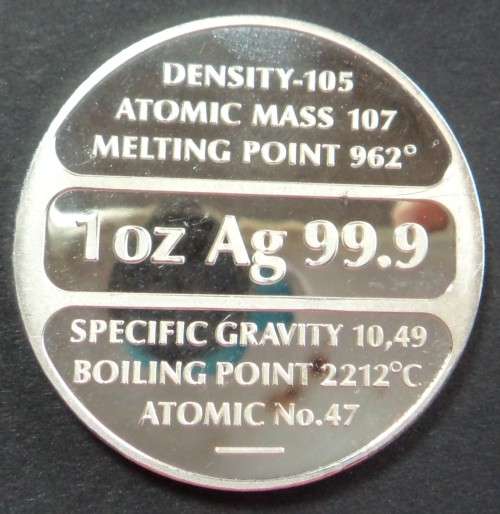 DENSITY-105
ATOMIC MASS 107
MELTING POINT 962°
1oz Ag 99.9
SPECIFIC GRAVITY 10,49
BOILING POINT 2212°C
ATOMIC No.47